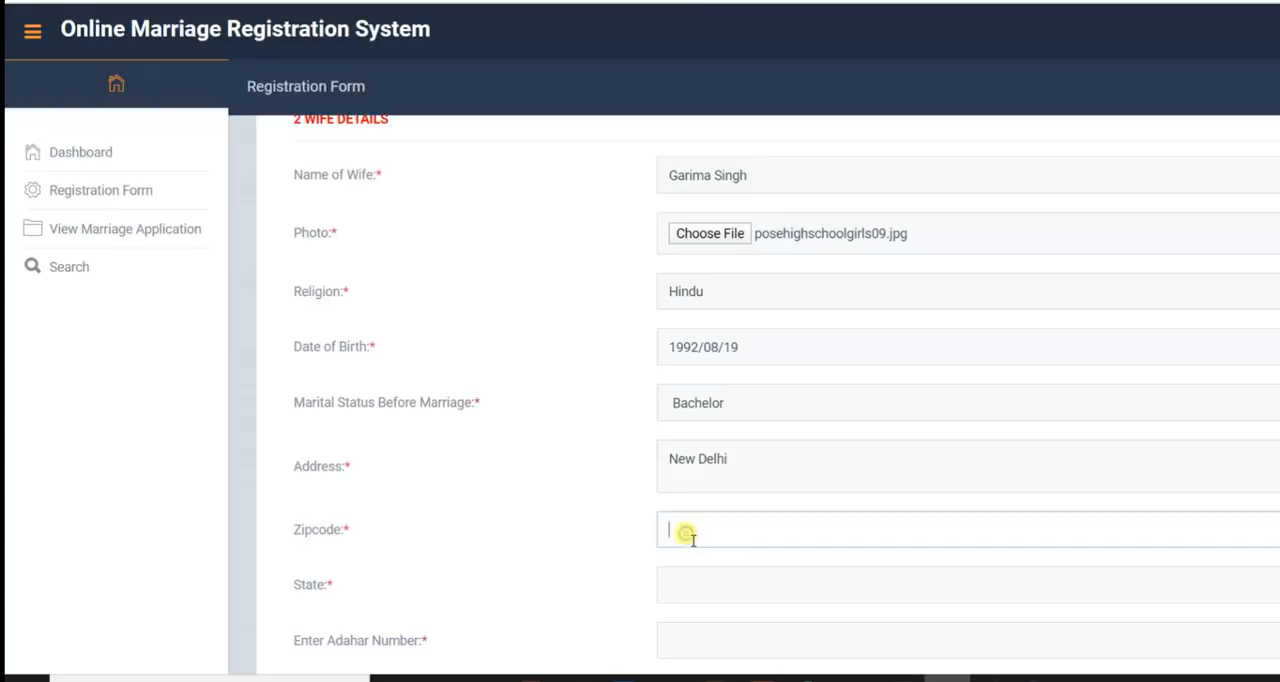 Online Marriage Registration System
Registration Form
Dashboard
Registration Form
View Marriage Application
Search
2 WIFE DETAILS
Name of Wife:* Garima Singh
Photo:* Choose File posehighschoolgirls09.jpg
Religion:* Hindu
Date of Birth:* 1992/08/19
Marital Status Before Marriage:* Bachelor
Address:* New Delhi
Zipcode:*
State:*
Enter Adahar Number:*